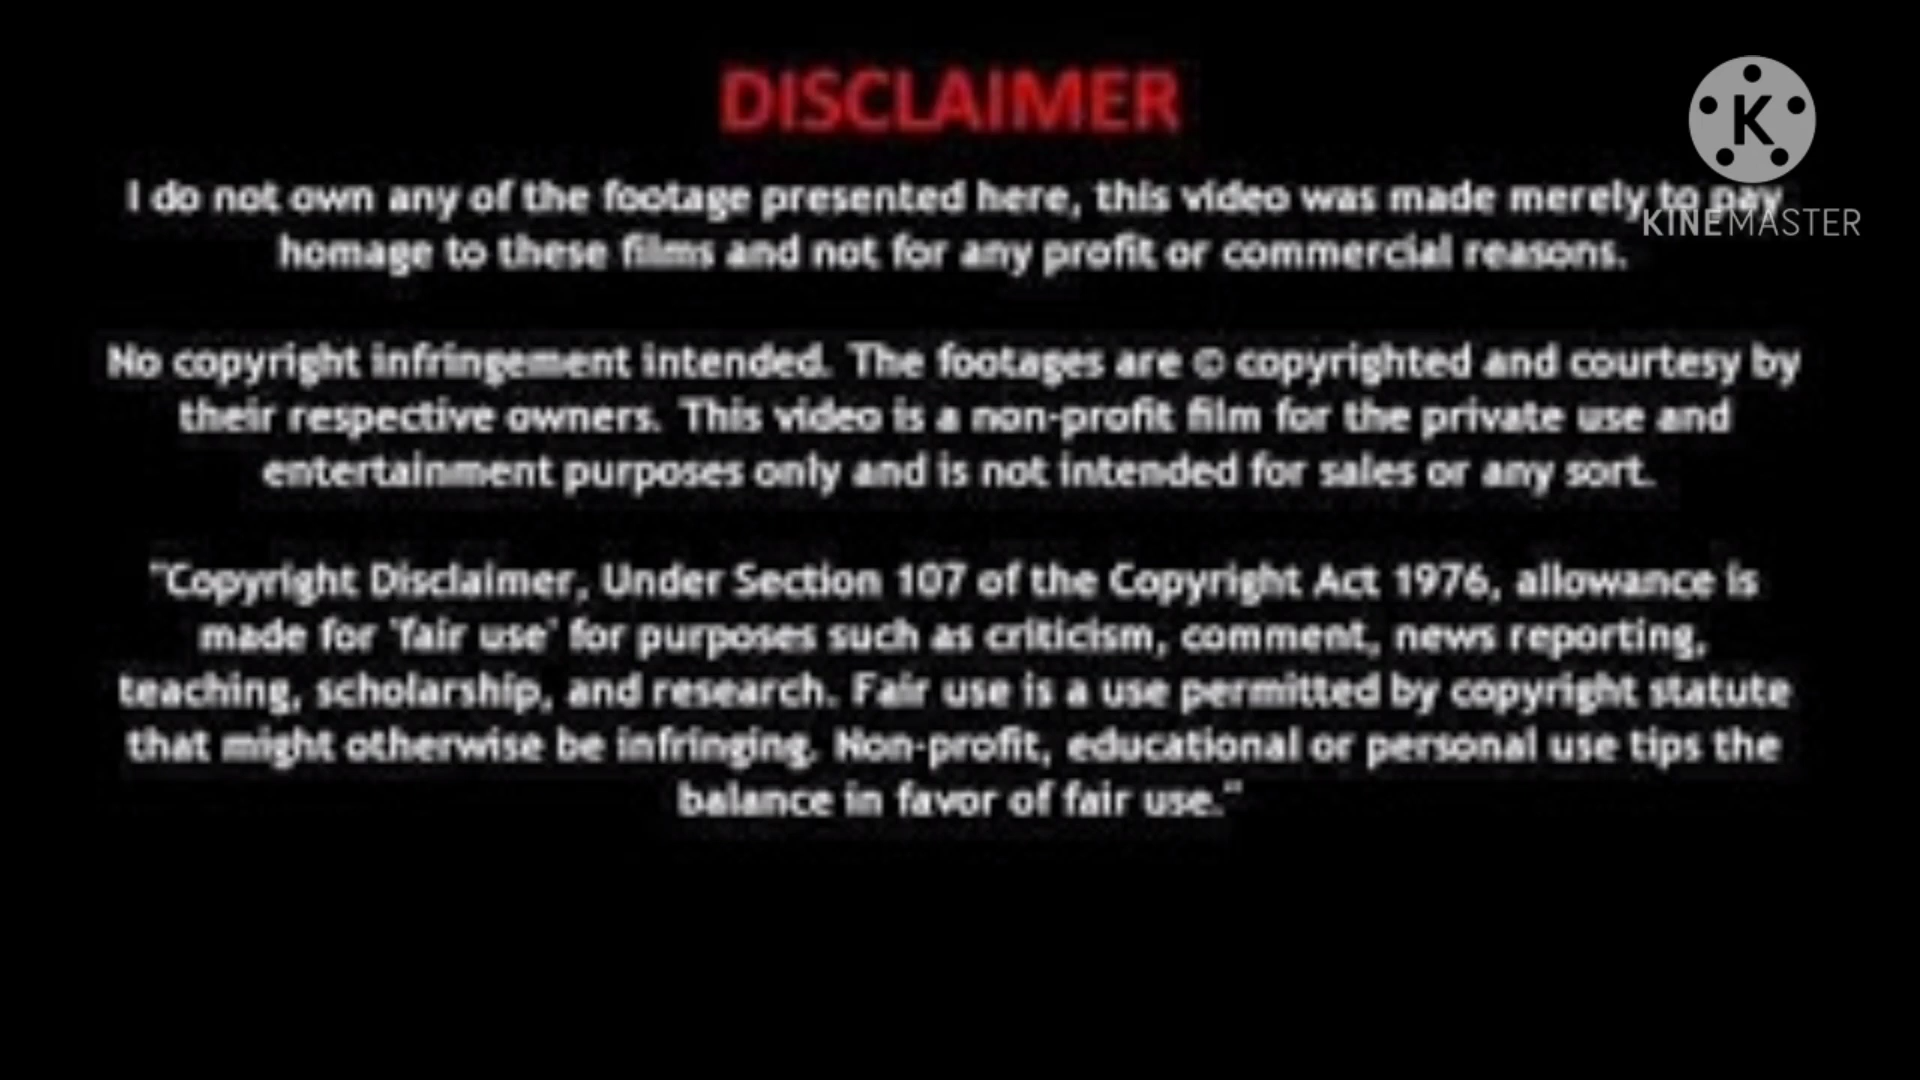 DISCLAIMER
I do not own any of the footage presented here, this video was made merely to pay
homage to these films and not for any profit or commercial reasons.
No copyright infringement intended. The footages are © copyrighted and courtesy by
their respective owners. This video is a non-profit film for the private use and
entertainment purposes only and is not intended for sales or any sort.
"Copyright Disclaimer, Under Section 107 of the Copyright Act 1976, allowance is
made for 'fair use' for purposes such as criticism, comment, news reporting,
teaching, scholarship, and research. Fair use is a use permitted by copyright statute
that might otherwise be infringing. Non-profit, educational or personal use tips the
balance in favor of fair use."
K
KINEMASTER